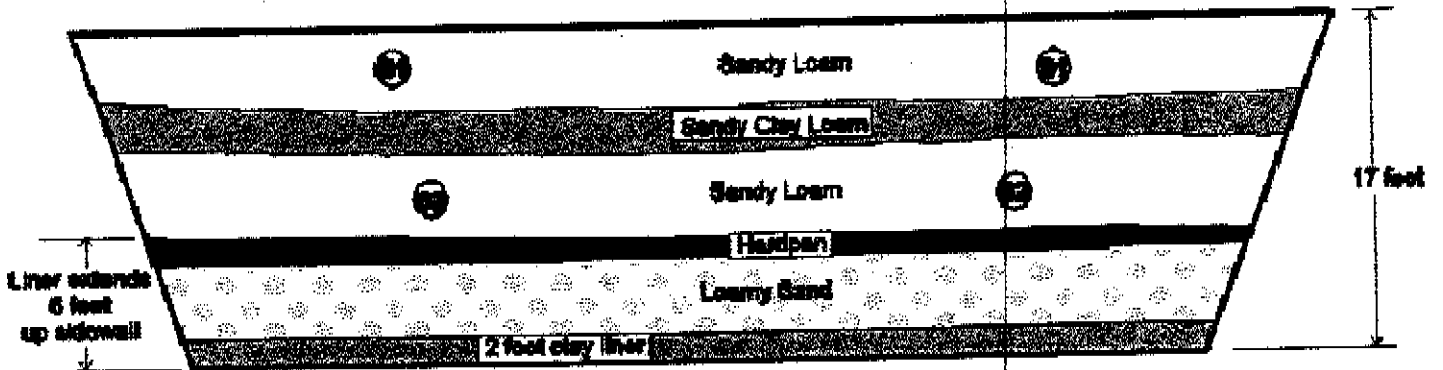 Sandy Loam
Sandy Clay Loam
17 feet
Sandy Loam
Hardpan
Liner extends
6 feet
up sidewall
Loamy Sand
2 foot clay liner